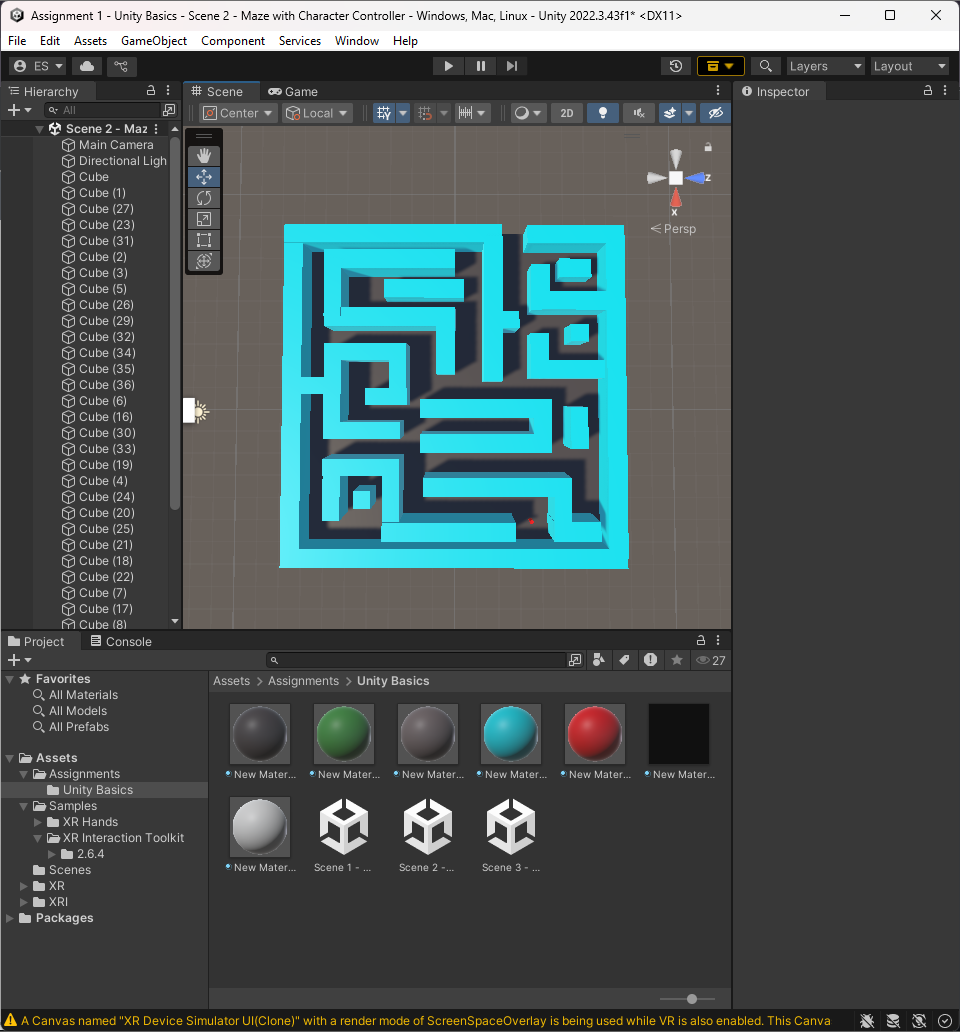 Assignment 1 - Unity Basics - Scene 2 - Maze with Character Controller - Windows, Mac, Linux - Unity 2022.3.43f1* <DX11>
File Edit Assets GameObject Component Services Window Help
ES Layers Layout
Hierarchy
All
Scene 2 - Maz
Main Camera
Directional Ligh
Cube
Cube (1)
Cube (27)
Cube (23)
Cube (31)
Cube (2)
Cube (3)
Cube (5)
Cube (26)
Cube (29)
Cube (32)
Cube (34)
Cube (35)
Cube (36)
Cube (6)
Cube (16)
Cube (30)
Cube (33)
Cube (19)
Cube (4)
Cube (24)
Cube (20)
Cube (25)
Cube (21)
Cube (18)
Cube (22)
Cube (7)
Cube (17)
Cube (8)
Scene Game
Center Local 2D
z
x
Persp
Inspector
Project Console
27
Favorites
All Materials
All Models
All Prefabs
Assets
Assignments
Unity Basics
Samples
XR Hands
XR Interaction Toolkit
2.6.4
Scenes
XR
XRI
Packages
Assets > Assignments > Unity Basics
New Mater... New Mater... New Mater... New Mater... New Mater... New Mater...
New Mater... Scene 1 - ... Scene 2 -... Scene 3 - ...
A Canvas named "XR Device Simulator UI(Clone)" with a render mode of ScreenSpaceOverlay is being used while VR is also enabled. This Canva